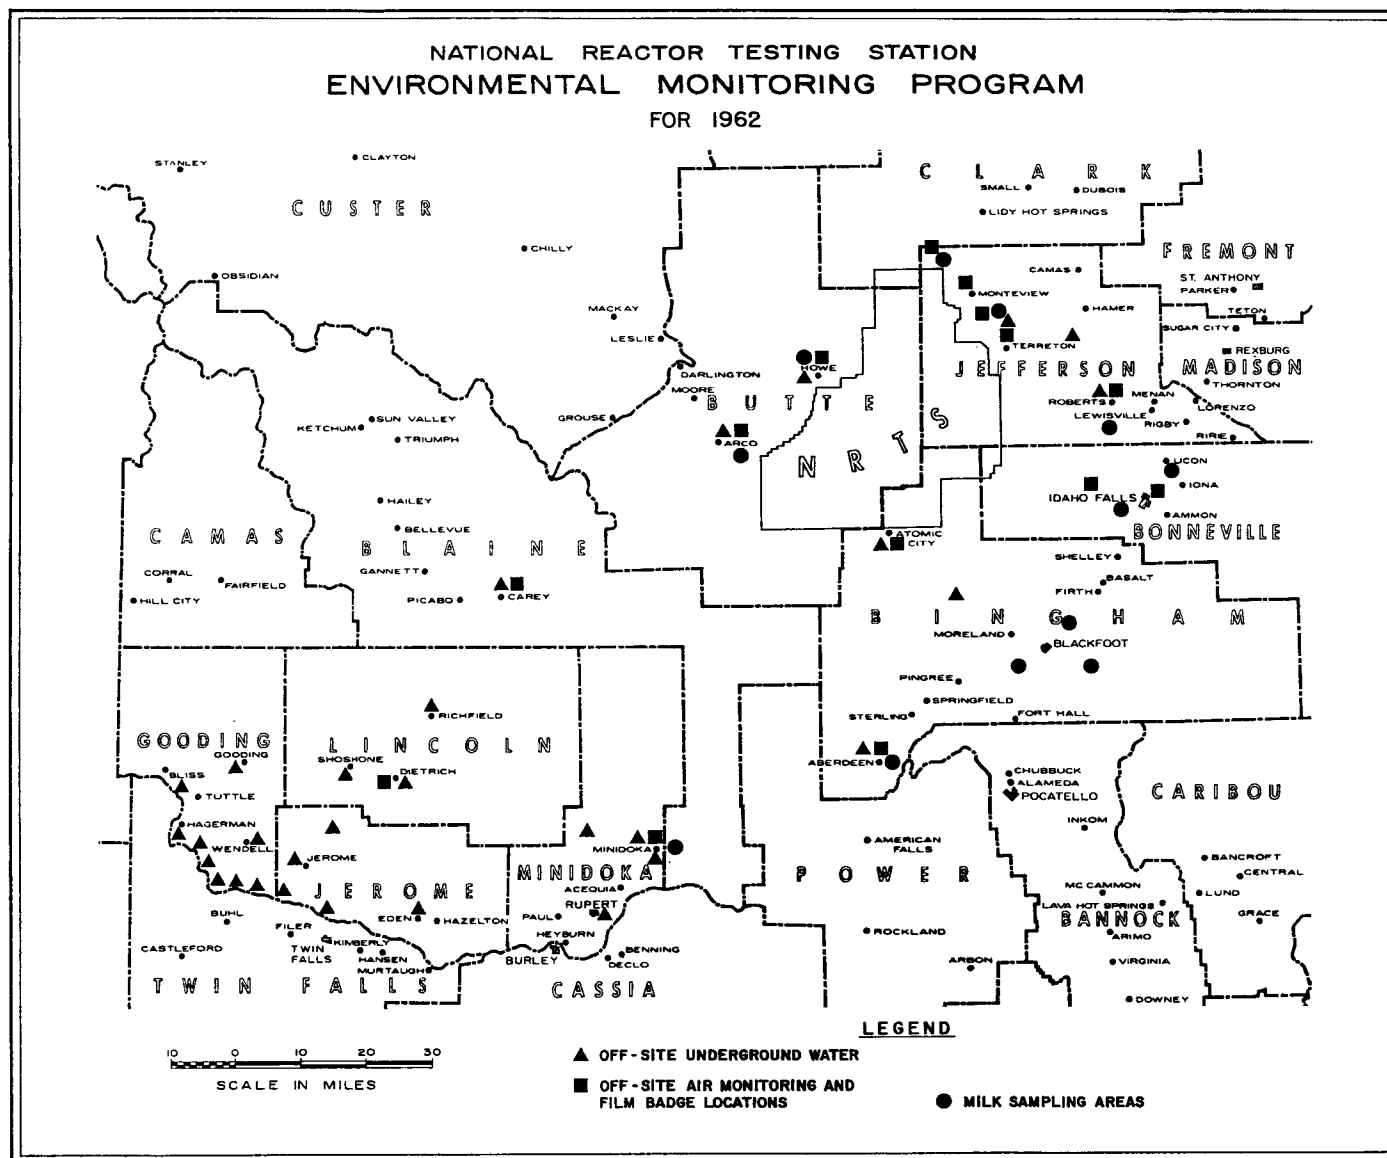 NATIONAL REACTOR TESTING STATION
ENVIRONMENTAL MONITORING PROGRAM
FOR 1962
STANLEY
CLAYTON
CUSTER
CLARK
SMALL
DUBOIS
LIDY HOT SPRINGS
CHILLY
OBSIDIAN
FREMONT
ST. ANTHONY
PARKER
CAMAS
MONTEVIEW
HAMER
TETON
SUGAR CITY
MACKAY
LESLIE
TERRETON
REXBURG
JEFFERSON
MADISON
THORNTON
DARLINGTON
HOWE
MOORE
BUTTE
ROBERTS
MENAN
LORENZO
LEWISVILLE
RIGBY
RIRIE
GROUSE
SUN VALLEY
KETCHUM
TRIUMPH
ARCO
NRTS
UCON
IONA
IDAHO FALLS
AMMON
BONNEVILLE
HAILEY
BELLEVUE
CAMAS
BLAINE
GANNETT
ATOMIC
CITY
SHELLEY
BASALT
FIRTH
CORRAL
FAIRFIELD
HILL CITY
PICABO
CAREY
BINGHAM
MORELAND
BLACKFOOT
PINGREE
SPRINGFIELD
STERLING
FORT HALL
RICHFIELD
GOODING
GOODING
LINCOLN
SHOSHONE
DIETRICH
BLISS
TUTTLE
ABERDEEN
CHUBBUCK
ALAMEDA
POCATELLO
CARIBOU
INKOM
HAGERMAN
WENDELL
JEROME
JEROME
MINIDOKA
MINIDOKA
ACEQUIA
RUPERT
AMERICAN
FALLS
POWER
BANCROFT
CENTRAL
MC CAMMON
LUND
LAVA HOT SPRINGS
GRACE
BANNOCK
ARIMO
BUHL
FILER
EDEN
HAZELTON
PAUL
HEYBURN
BURLEY
BENNING
DECLO
ROCKLAND
CASTLEFORD
TWIN
FALLS
KIMBERLY
HANSEN
MURTAUGH
ARBON
VIRGINIA
TWIN FALLS
CASSIA
DOWNEY
LEGEND
10 0 10 20 30
SCALE IN MILES
OFF-SITE UNDERGROUND WATER
OFF-SITE AIR MONITORING AND
FILM BADGE LOCATIONS
MILK SAMPLING AREAS